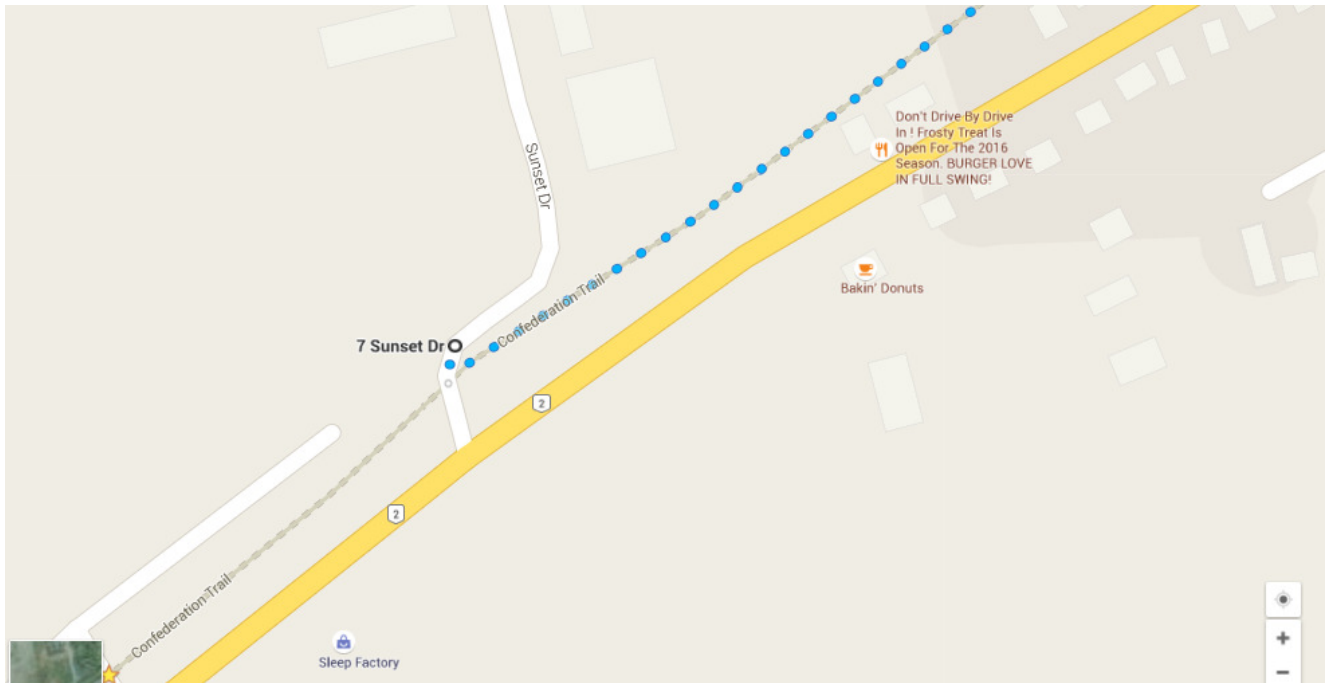 Don't Drive By Drive
In ! Frosty Treat Is
Open For The 2016
Season. BURGER LOVE
IN FULL SWING!
Sunset Dr
Bakin' Donuts
Confederation Trail
7 Sunset Dr
2
2
Confederation Trail
Sleep Factory
+
−